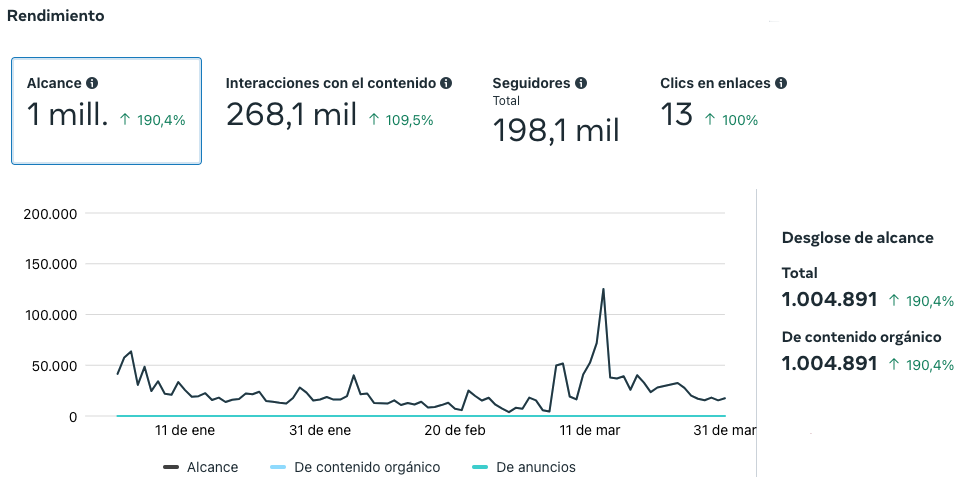 Rendimiento
Alcance
1 mill. ↑ 190,4%
Interacciones con el contenido
268,1 mil ↑ 109,5%
Seguidores
Total
198,1 mil
Clics en enlaces
13 ↑ 100%
200.000
150.000
100.000
50.000
0
11 de ene 31 de ene 20 de feb 11 de mar 31 de mar
Alcance De contenido orgánico De anuncios
Desglose de alcance
Total
1.004.891 ↑ 190,4%
De contenido orgánico
1.004.891 ↑ 190,4%